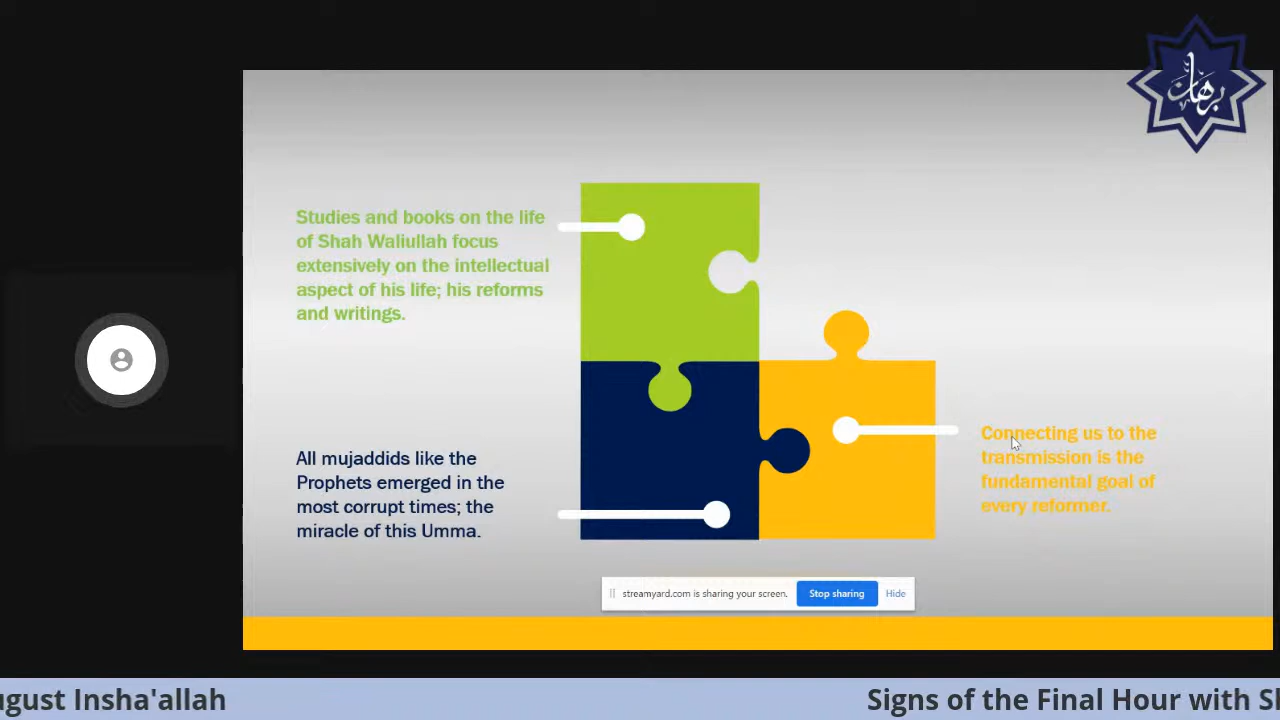 برهان
Studies and books on the life
of Shah Waliullah focus
extensively on the intellectual
aspect of his life; his reforms
and writings.
All mujaddids like the
Prophets emerged in the
most corrupt times; the
miracle of this Umma.
Connecting us to the
transmission is the
fundamental goal of
every reformer.
streamyard.com is sharing your screen. Stop sharing Hide
ugust Insha'allah Signs of the Final Hour with S